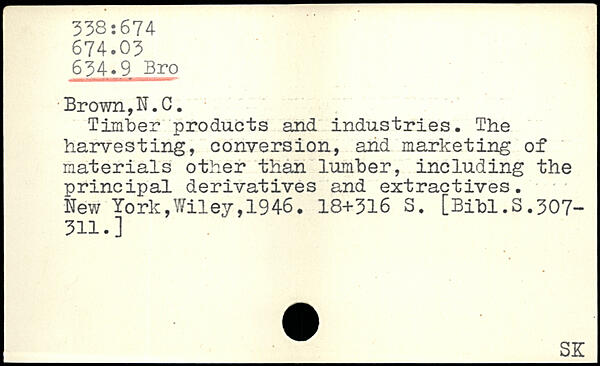 338:674
674.03
634.9 Bro
Brown,N.C.
Timber products and industries. The
harvesting, conversion, and marketing of
materials other than lumber, including the
principal derivatives and extractives.
New York,Wiley,1946. 18+316 S. [Bibl.S.307-
311.]
SK